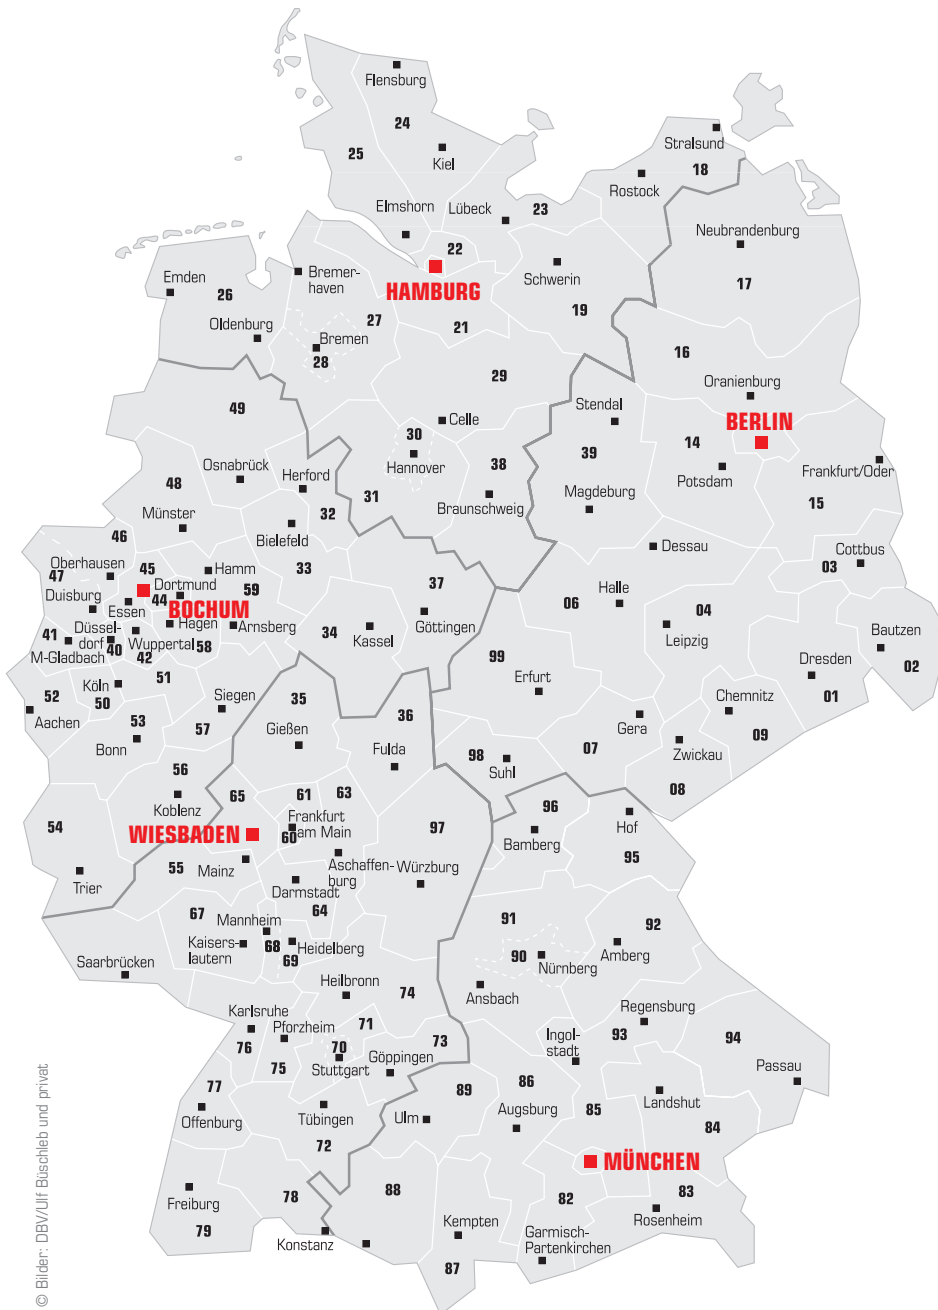 Flensburg
24
25
Kiel
Stralsund
18
Rostock
Elmshorn
Lübeck
23
Neubrandenburg
22
Schwerin
17
HAMBURG
Emden
26
Bremer-
haven
27
19
21
Oldenburg
Bremen
28
16
29
Oranienburg
49
Stendal
BERLIN
Celle
30
14
Hannover
39
Osnabrück
38
Potsdam
Frankfurt/Oder
Herford
48
31
Magdeburg
15
Braunschweig
Münster
32
46
Bielefeld
Dessau
Cottbus
Oberhausen
45
Hamm
33
03
47
Dortmund
59
37
Halle
Duisburg
44
06
04
Essen
BOCHUM
Göttingen
Leipzig
Bautzen
41
Düssel-
dorf
Hagen
Arnsberg
34
Kassel
40
Wuppertal
58
M-Gladbach
42
99
Dresden
02
51
Erfurt
Köln
52
50
Siegen
35
Chemnitz
01
Aachen
53
57
36
Gera
09
Bonn
Gießen
Fulda
07
Zwickau
98
Suhl
56
08
Koblenz
65
61
63
96
54
Frankfurt
am Main
97
Hof
WIESBADEN
60
Bamberg
95
55
Mainz
Aschaffen-
burg
Würzburg
Trier
Darmstadt
67
64
91
92
Mannheim
Kaisers-
lautern
68
Heidelberg
90
Amberg
Saarbrücken
69
Nürnberg
Heilbronn
74
Ansbach
Karlsruhe
Regensburg
Pforzheim
71
93
94
76
70
73
Ingol-
stadt
75
Stuttgart
Göppingen
77
89
86
Passau
Offenburg
Tübingen
Ulm
Augsburg
85
Landshut
84
72
MÜNCHEN
78
88
82
83
Freiburg
79
Kempten
Rosenheim
Konstanz
Garmisch-
Partenkirchen
87
© Bilder: DBV/Ulf Büschleb und privat